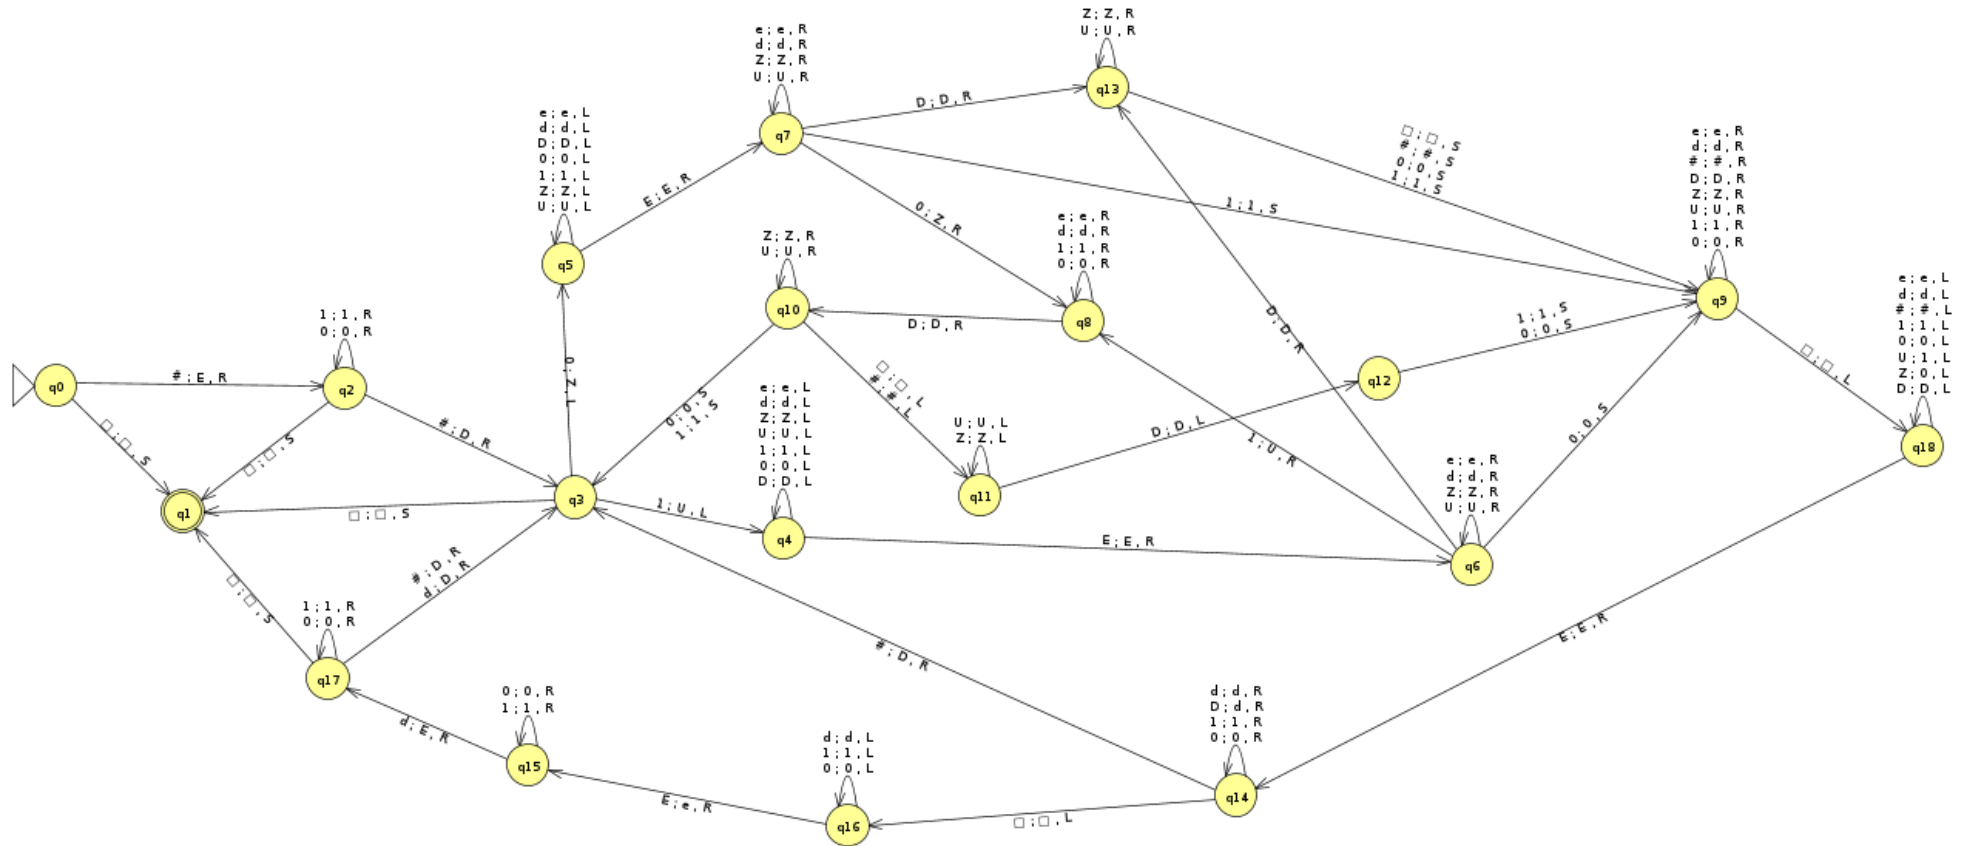 Z ; Z , R
U ; U , R
q13
e ; e , R
d ; d , R
Z ; Z , R
U ; U , R
q7
D ; D , R
□ ; □ , S
# ; # , S
0 ; 0 , S
1 ; 1 , S
e ; e , L
d ; d , L
D ; D , L
0 ; 0 , L
1 ; 1 , L
Z ; Z , L
U ; U , L
q5
E ; E , R
0 ; Z , R
1 ; 1 , S
e ; e , R
d ; d , R
# ; # , R
D ; D , R
Z ; Z , R
U ; U , R
1 ; 1 , R
0 ; 0 , R
q9
Z ; Z , R
U ; U , R
q10
e ; e , R
d ; d , R
1 ; 1 , R
0 ; 0 , R
q8
D ; D , R
D ; D , R
1 ; 1 , S
0 ; 0 , S
□ ; □ , L
e ; e , L
d ; d , L
# ; # , L
1 ; 1 , L
0 ; 0 , L
U ; 1 , L
Z ; 0 , L
D ; D , L
q18
q0
# ; E , R
1 ; 1 , R
0 ; 0 , R
q2
□ ; □ , S
□ ; □ , S
# ; D , R
0 ; Z , L
0 ; 0 , S
1 ; 1 , S
□ ; □ , L
# ; # , L
q12
q1
□ ; □ , S
q3
1 ; U , L
e ; e , L
d ; d , L
Z ; Z , L
U ; U , L
1 ; 1 , L
0 ; 0 , L
D ; D , L
q4
U ; U , L
Z ; Z , L
q11
D ; D , L
1 ; U , R
0 ; 0 , S
e ; e , R
d ; d , R
Z ; Z , R
U ; U , R
q6
E ; E , R
# ; D , R
d ; D , R
□ ; □ , S
1 ; 1 , R
0 ; 0 , R
q17
# ; D , R
E ; E , R
0 ; 0 , R
1 ; 1 , R
q15
d ; E , R
d ; d , R
D ; d , R
1 ; 1 , R
0 ; 0 , R
q14
d ; d , L
1 ; 1 , L
0 ; 0 , L
q16
E ; e , R
□ ; □ , L